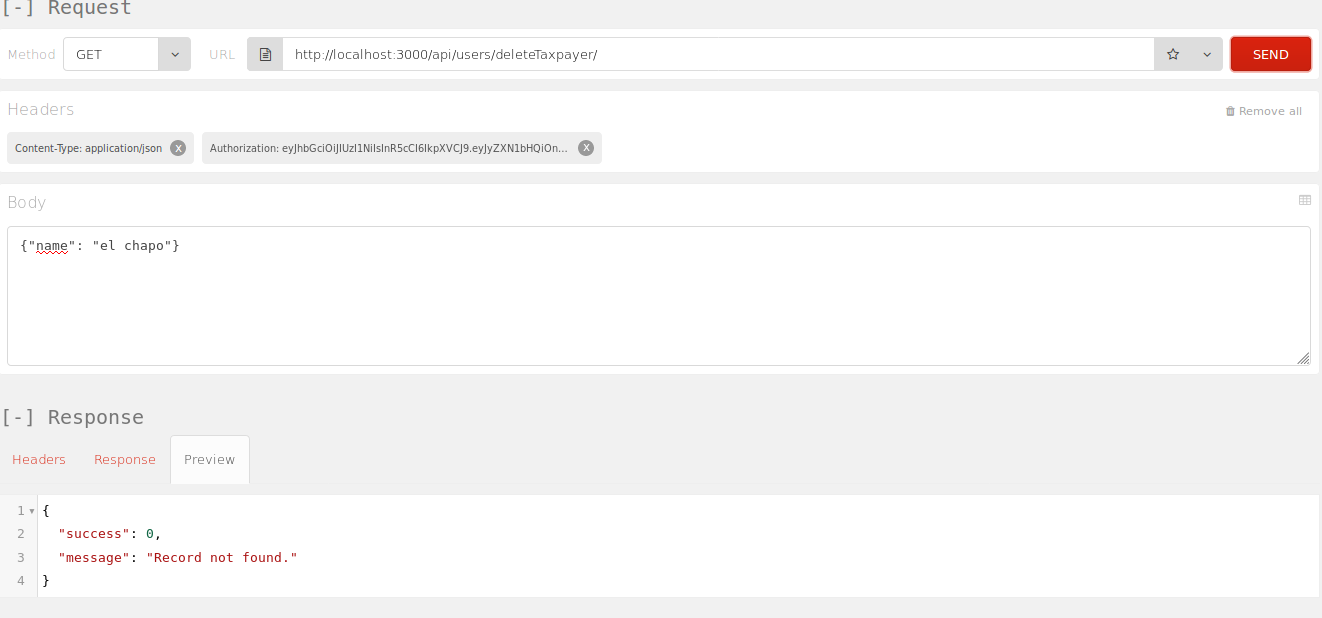 [-] Request
Method GET URL http://localhost:3000/api/users/deleteTaxpayer/ SEND
Headers Remove all
Content-Type: application/json X Authorization: eyJhbGciOiJIUzI1NiIsInR5cCI6IkpXVCJ9.eyJyZXN1bHQiOn... X
Body
{"name": "el chapo"}
[-] Response
Headers Response Preview
1 {
2 "success": 0,
3 "message": "Record not found."
4 }